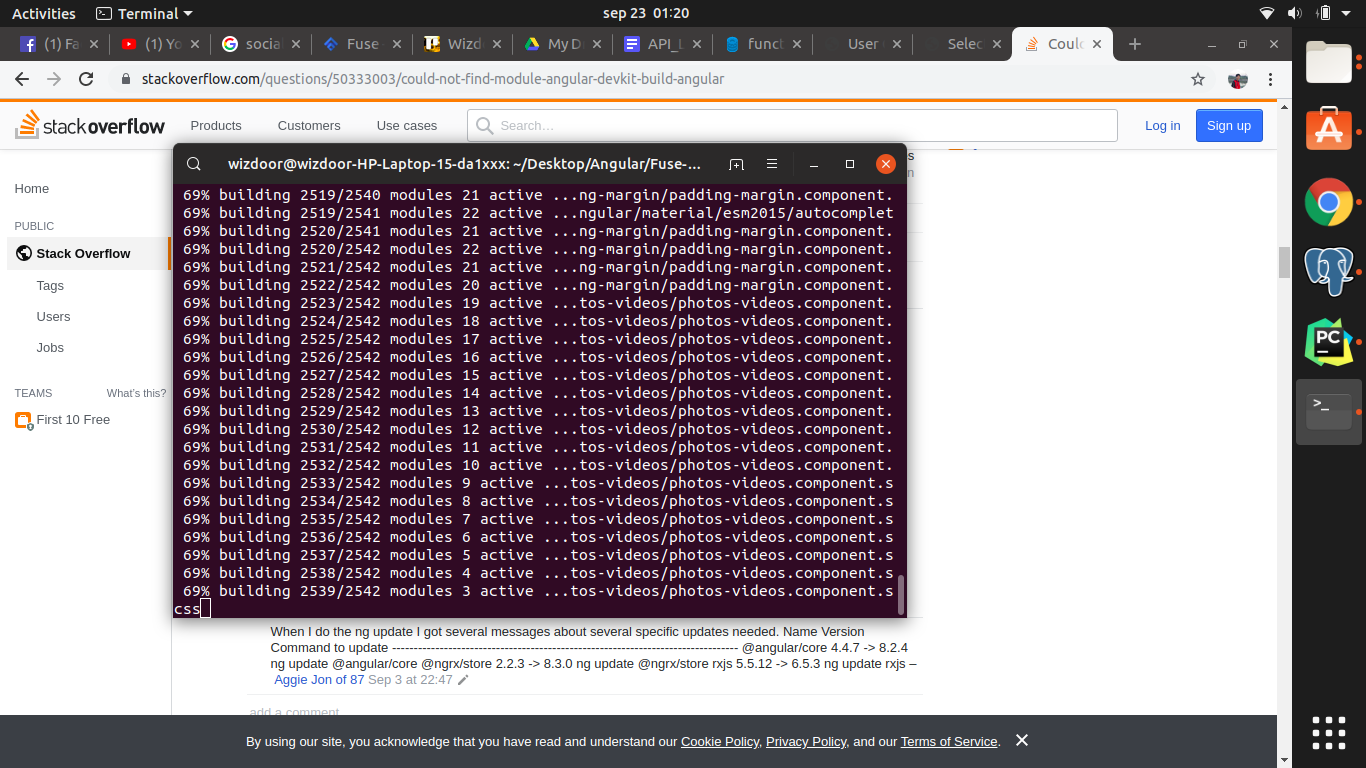 Activities Terminal sep 23 01:20
(1) Fa (1) Yo socia Fuse Wizd My D API_L funct User Selec Coul
stackoverflow.com/questions/50333003/could-not-find-module-angular-devkit-build-angular
stackoverflow Products Customers Use cases Search… Log in Sign up
wizdoor@wizdoor-HP-Laptop-15-da1xxx: ~/Desktop/Angular/Fuse-...
Home
PUBLIC
Stack Overflow
Tags
Users
Jobs
TEAMS What's this?
First 10 Free
69% building 2519/2540 modules 21 active ...ng-margin/padding-margin.component.
69% building 2519/2541 modules 22 active ...ngular/material/esm2015/autocomplet
69% building 2520/2541 modules 21 active ...ng-margin/padding-margin.component.
69% building 2520/2542 modules 22 active ...ng-margin/padding-margin.component.
69% building 2521/2542 modules 21 active ...ng-margin/padding-margin.component.
69% building 2522/2542 modules 20 active ...ng-margin/padding-margin.component.
69% building 2523/2542 modules 19 active ...tos-videos/photos-videos.component.
69% building 2524/2542 modules 18 active ...tos-videos/photos-videos.component.
69% building 2525/2542 modules 17 active ...tos-videos/photos-videos.component.
69% building 2526/2542 modules 16 active ...tos-videos/photos-videos.component.
69% building 2527/2542 modules 15 active ...tos-videos/photos-videos.component.
69% building 2528/2542 modules 14 active ...tos-videos/photos-videos.component.
69% building 2529/2542 modules 13 active ...tos-videos/photos-videos.component.
69% building 2530/2542 modules 12 active ...tos-videos/photos-videos.component.
69% building 2531/2542 modules 11 active ...tos-videos/photos-videos.component.
69% building 2532/2542 modules 10 active ...tos-videos/photos-videos.component.
69% building 2533/2542 modules 9 active ...tos-videos/photos-videos.component.s
69% building 2534/2542 modules 8 active ...tos-videos/photos-videos.component.s
69% building 2535/2542 modules 7 active ...tos-videos/photos-videos.component.s
69% building 2536/2542 modules 6 active ...tos-videos/photos-videos.component.s
69% building 2537/2542 modules 5 active ...tos-videos/photos-videos.component.s
69% building 2538/2542 modules 4 active ...tos-videos/photos-videos.component.s
69% building 2539/2542 modules 3 active ...tos-videos/photos-videos.component.s
css
When I do the ng update I got several messages about several specific updates needed. Name Version
Command to update -------------------------------------------------------------------------------- @angular/core 4.4.7 -> 8.2.4
ng update @angular/core @ngrx/store 2.2.3 -> 8.3.0 ng update @ngrx/store rxjs 5.5.12 -> 6.5.3 ng update rxjs –
Aggie Jon of 87 Sep 3 at 22:47
add a comment
By using our site, you acknowledge that you have read and understand our Cookie Policy, Privacy Policy, and our Terms of Service.
PC
>_